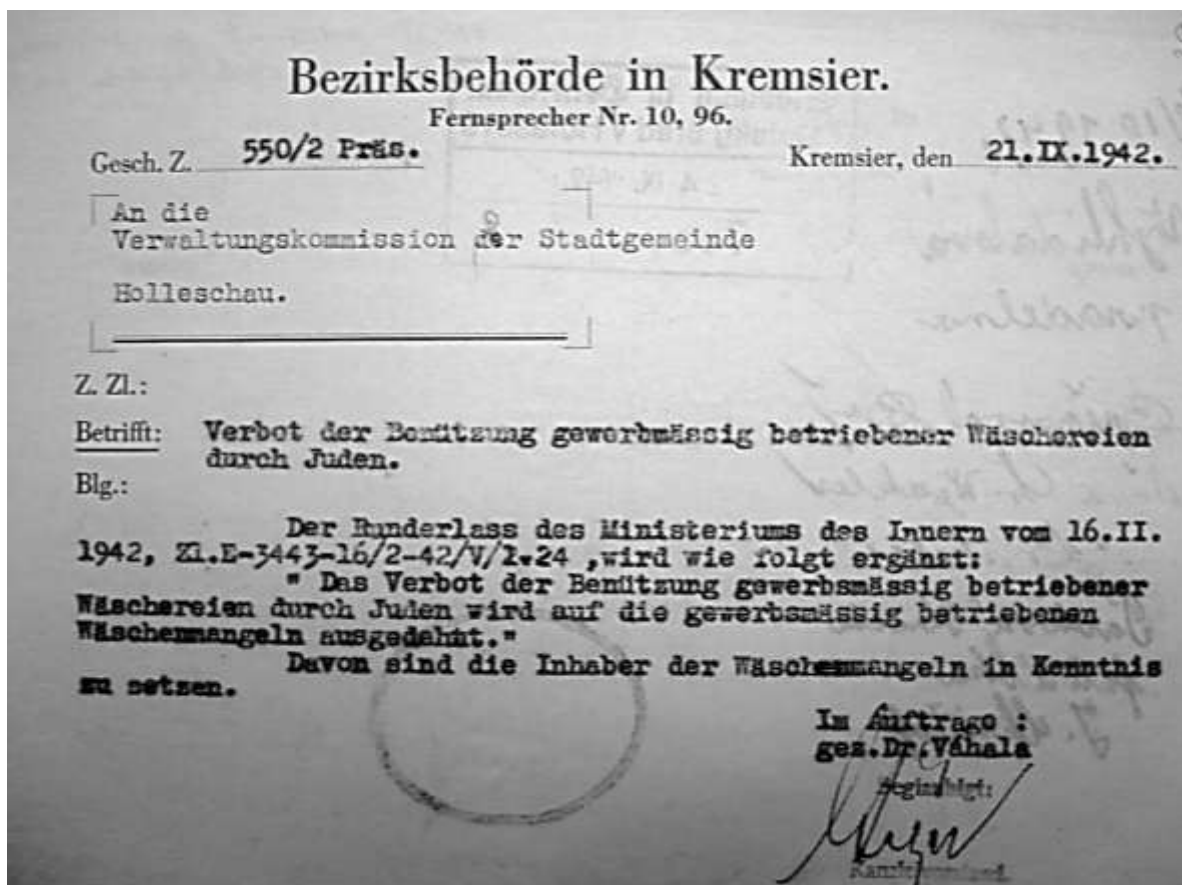 Bezirksbehörde in Kremsier.
Fernsprecher Nr. 10, 96.
Gesch. Z. 550/2 Präs.
Kremsier, den 21.IX.1942.
An die
Verwaltungskommission der Stadtgemeinde
Holleschau.
Z. Zl.:
Betrifft: Verbot der Benützung gewerbmässig betriebener Wäschereien
durch Juden.
Blg.:
Der Runderlass des Ministeriums des Innern vom 16.II.
1942, Zl.E-3443-16/2-42/V/1.24 ,wird wie folgt ergänzt:
" Das Verbot der Benützung gewerbsmässig betriebener
Wäschereien durch Juden wird auf die gewerbsmässig betriebenen
Wäschenmangeln ausgedehnt."
Davon sind die Inhaber der Wäschenmangeln in Kenntnis
zu setzen.
Im Auftrage :
gez.Dr.Váhala
Beglaubigt: